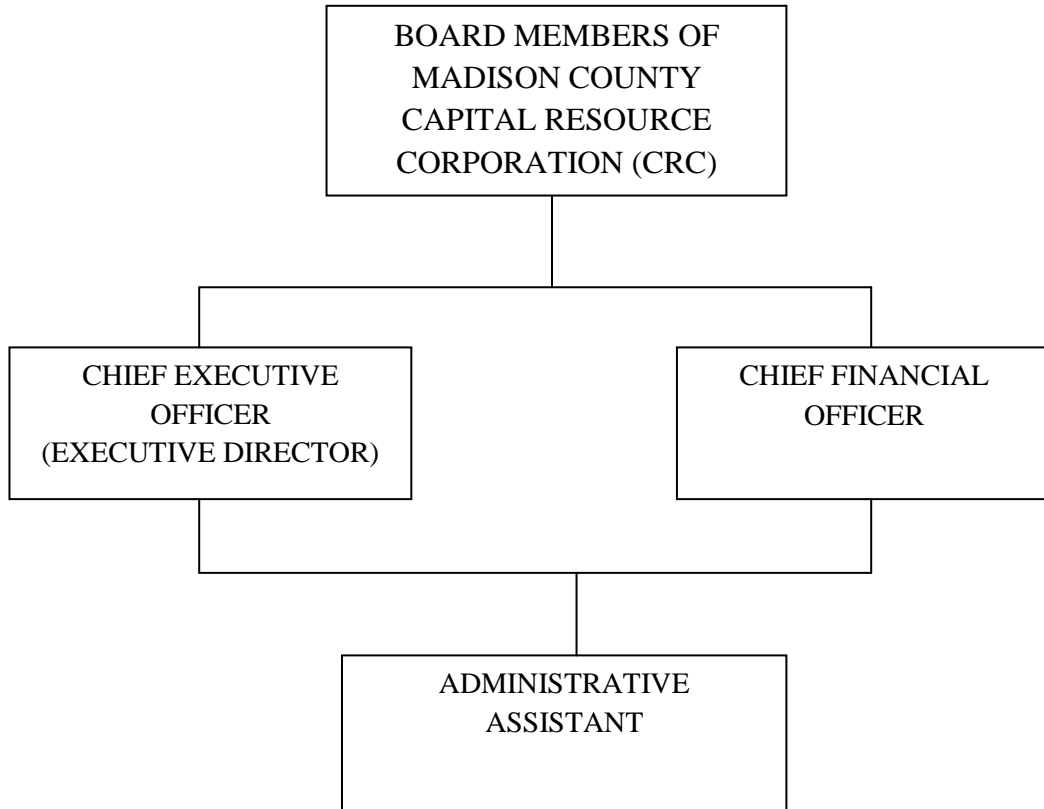 BOARD MEMBERS OF
MADISON COUNTY
CAPITAL RESOURCE
CORPORATION (CRC)
CHIEF EXECUTIVE
OFFICER
(EXECUTIVE DIRECTOR)
CHIEF FINANCIAL
OFFICER
ADMINISTRATIVE
ASSISTANT